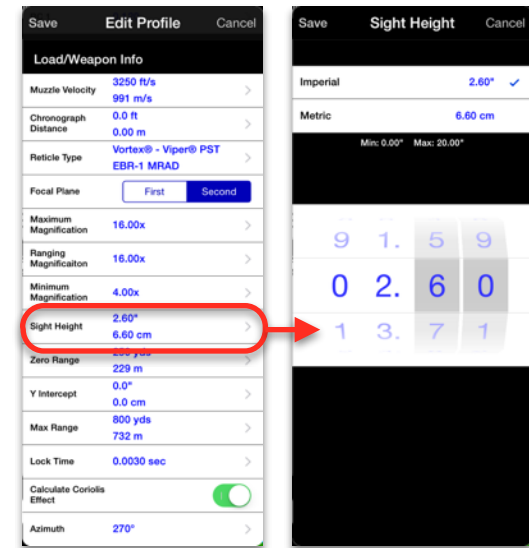 Save Edit Profile Cancel
Load/Weapon Info
Muzzle Velocity 3250 ft/s
991 m/s
Chronograph Distance 0.0 ft
0.00 m
Reticle Type Vortex® - Viper® PST
EBR-1 MRAD
Focal Plane First Second
Maximum Magnification 16.00x
Ranging Magnificaiton 16.00x
Minimum Magnification 4.00x
Sight Height 2.60"
6.60 cm
Zero Range yds
229 m
Y Intercept 0.0"
0.0 cm
Max Range 800 yds
732 m
Lock Time 0.0030 sec
Calculate Coriolis Effect
Azimuth 270°
Save Sight Height Cancel
Imperial 2.60" ✓
Metric 6.60 cm
Min: 0.00" Max: 20.00"
9 1. 5 9
0 2. 6 0
1 3. 7 1